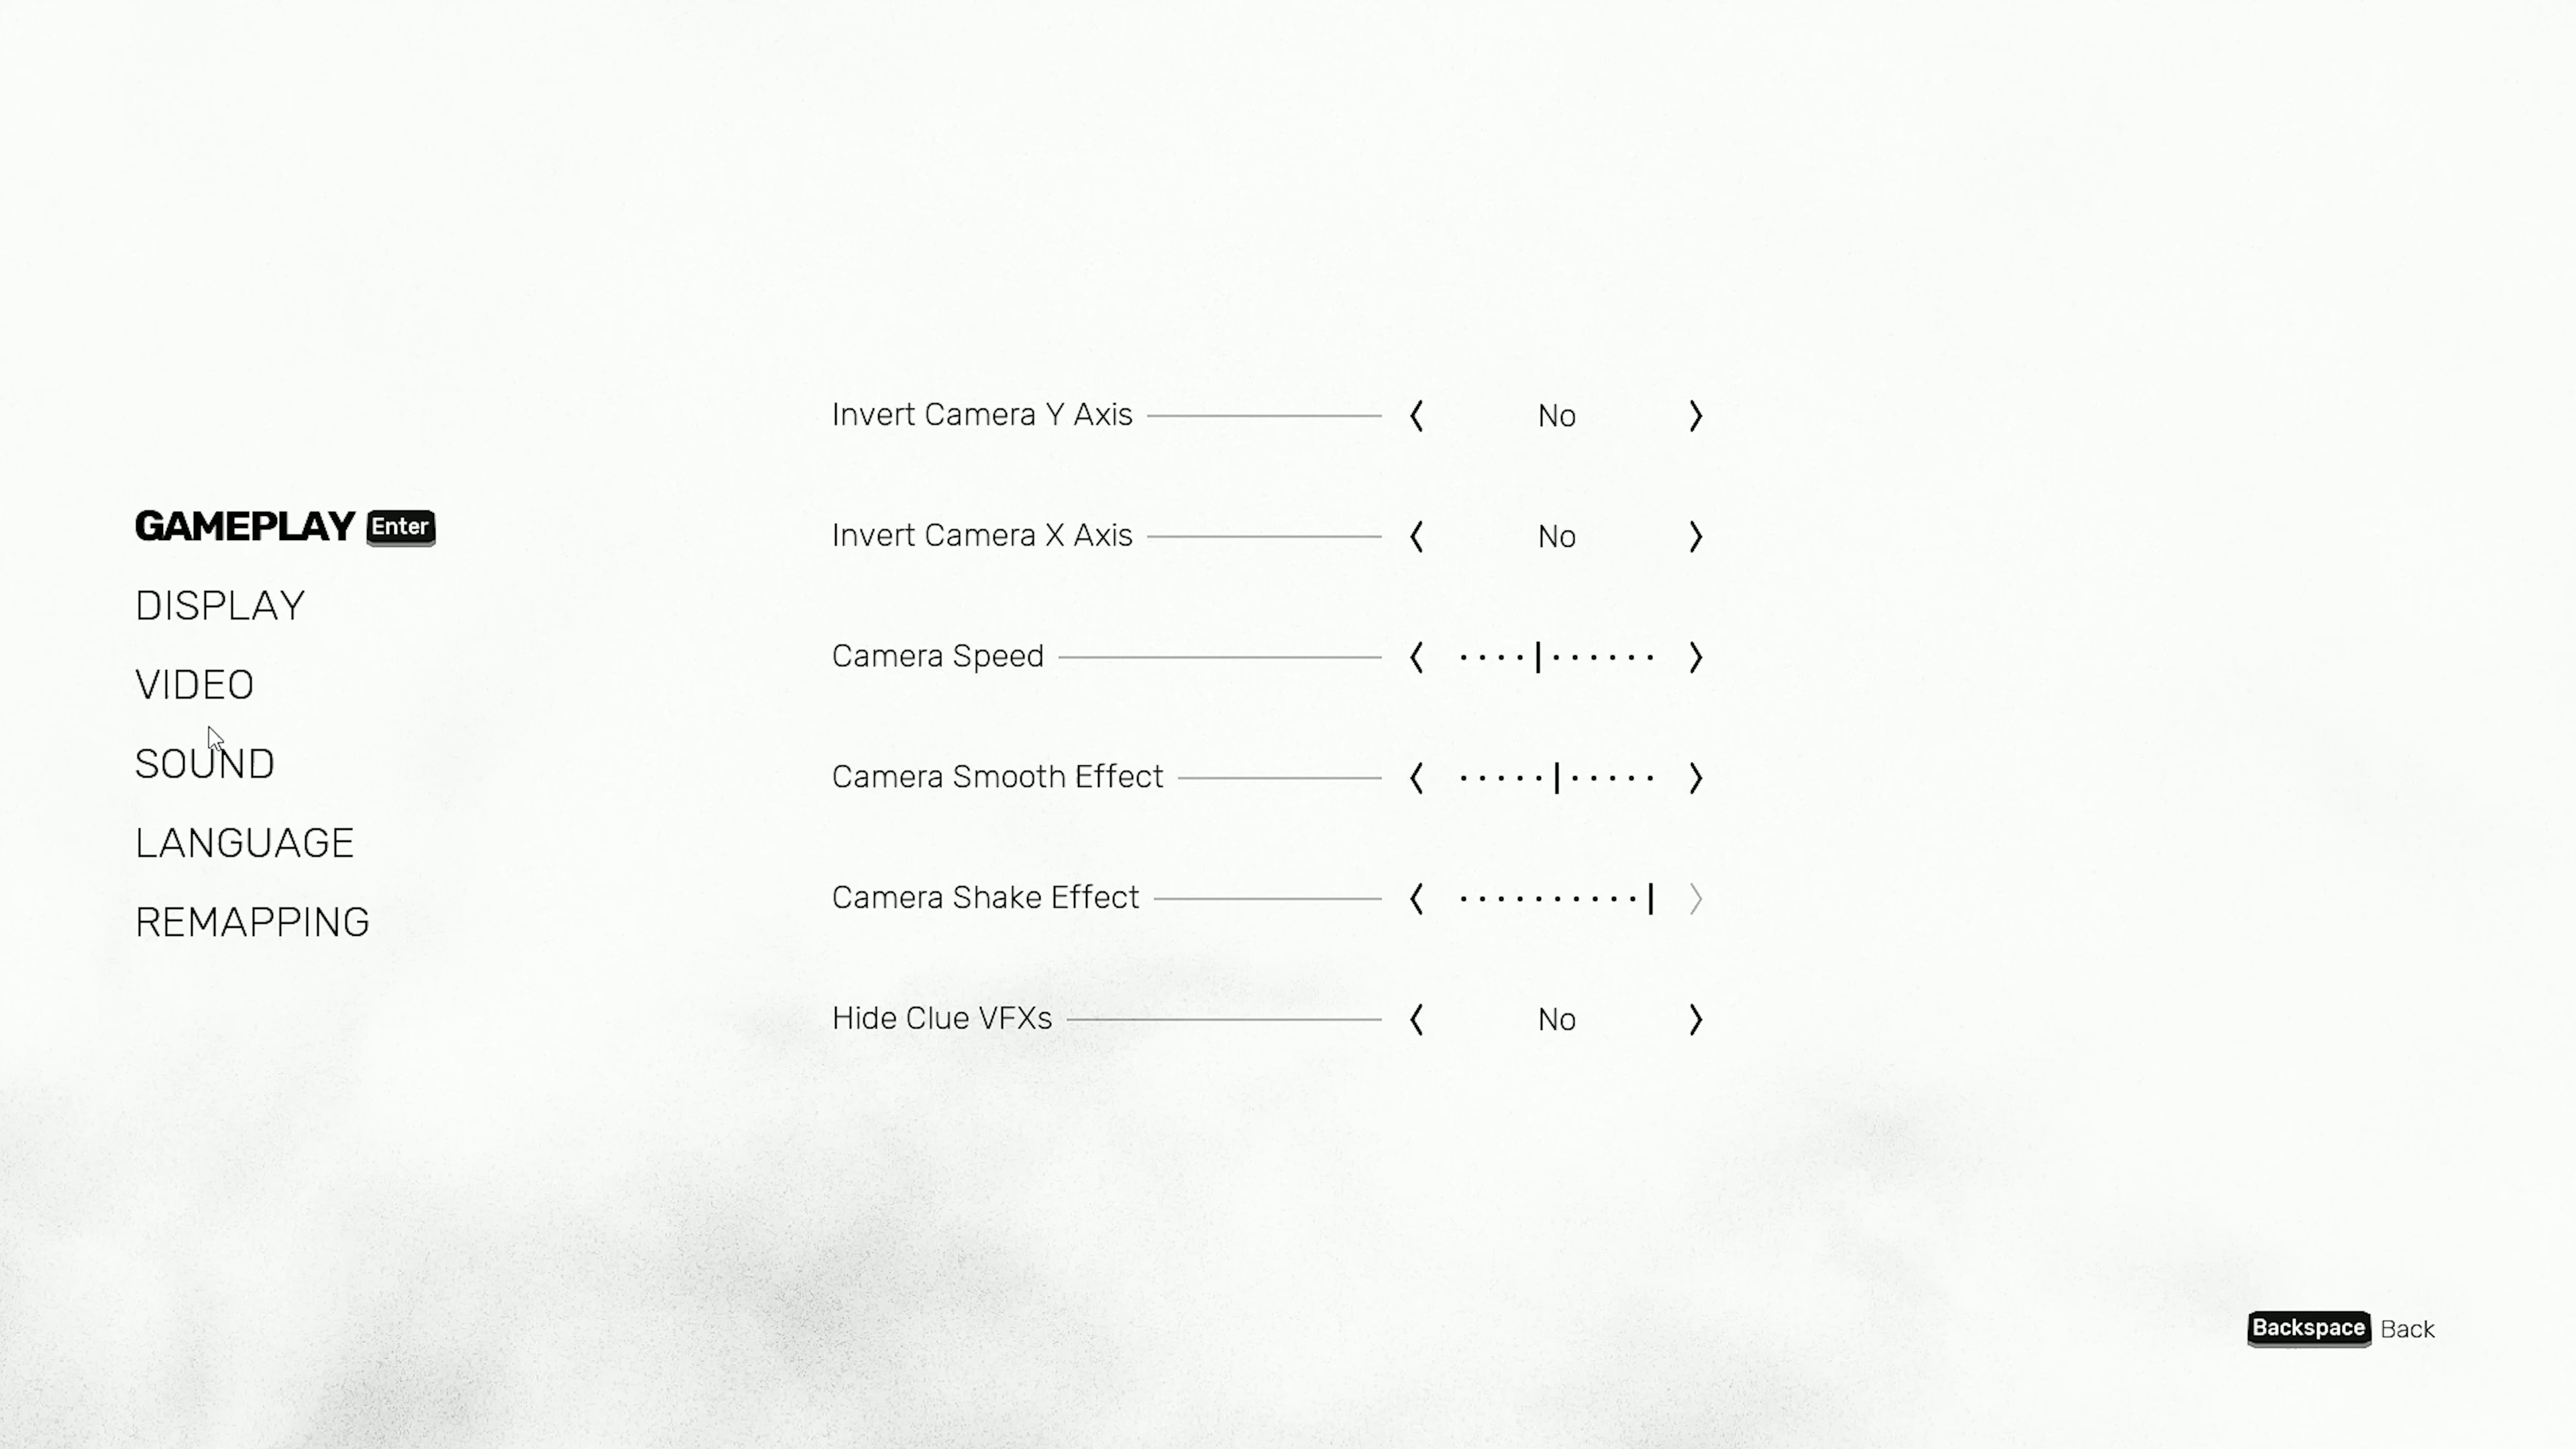 GAMEPLAY Enter
DISPLAY
VIDEO
SOUND
LANGUAGE
REMAPPING
Invert Camera Y Axis No
Invert Camera X Axis No
Camera Speed
Camera Smooth Effect
Camera Shake Effect
Hide Clue VFXs No
Backspace Back